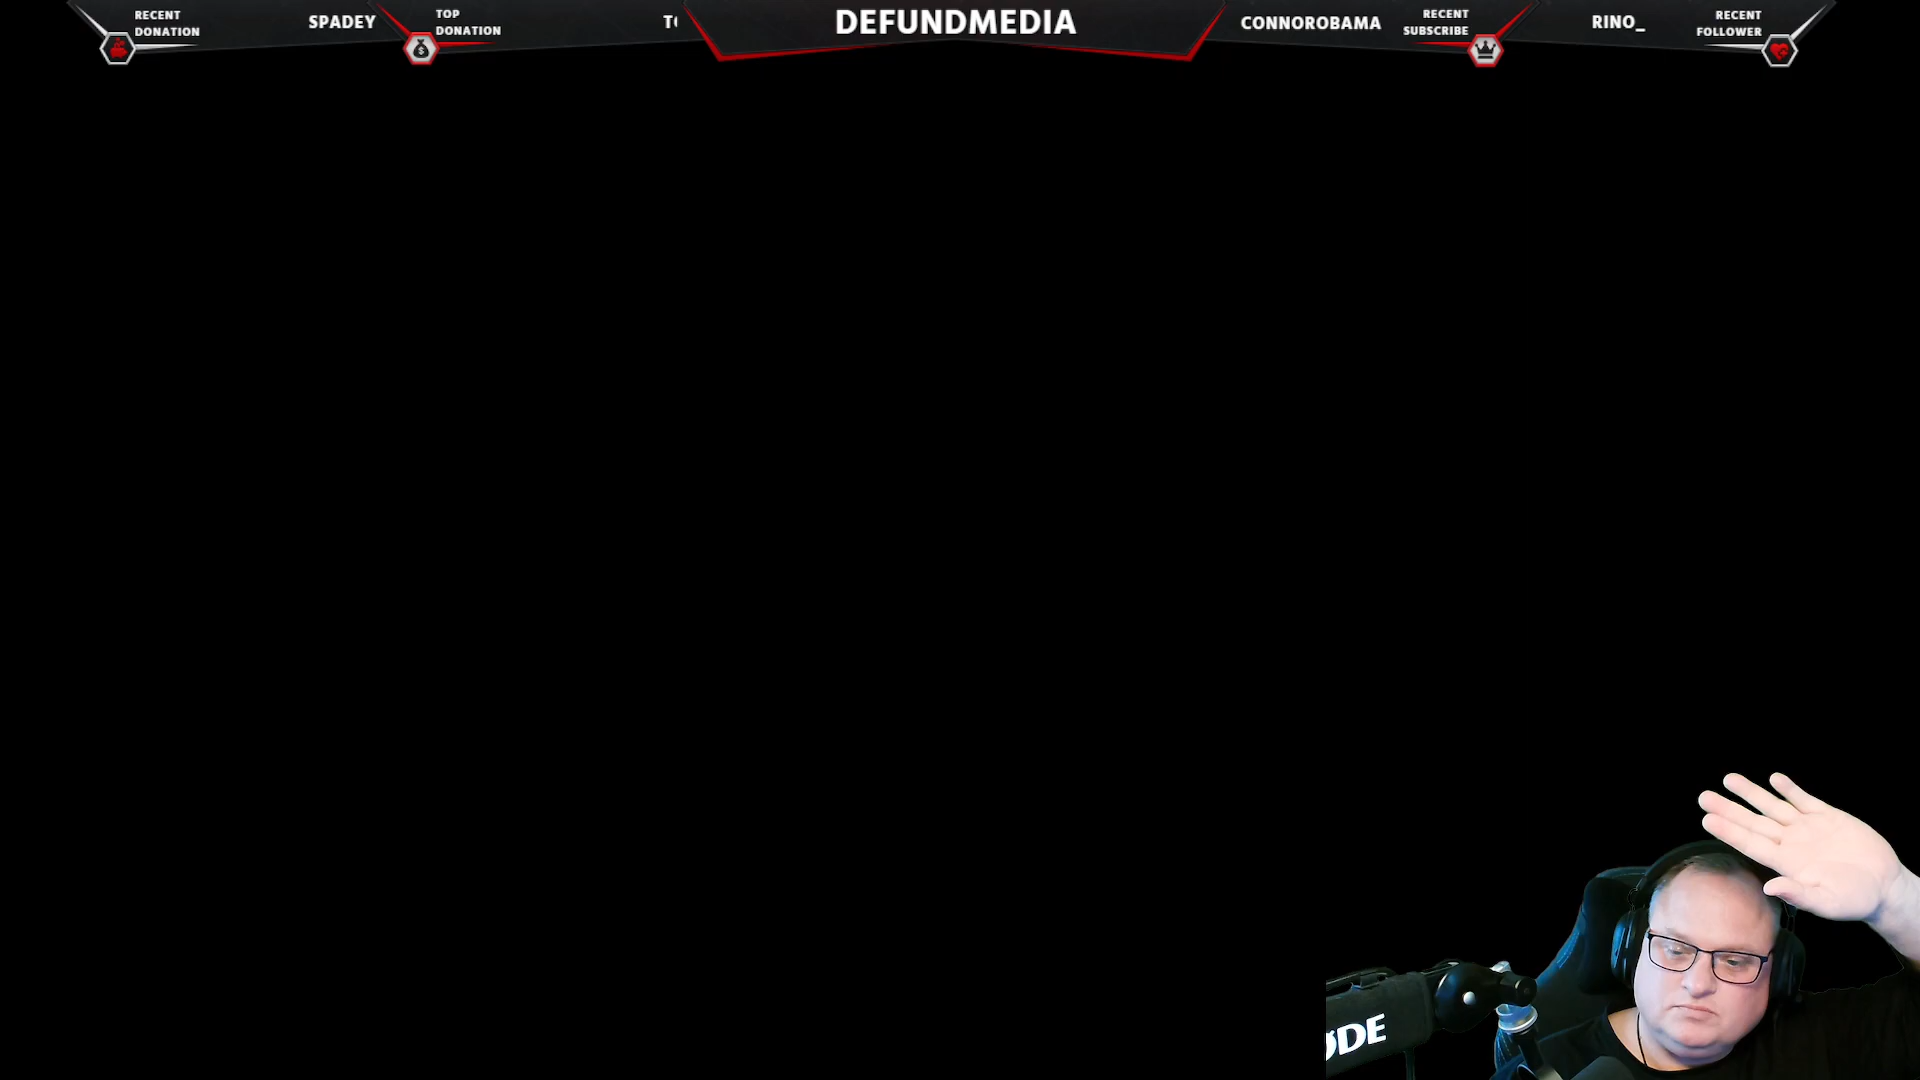 RECENT
DONATION
SPADEY
TOP
DONATION
DEFUNDMEDIA
CONNOROBAMA
RECENT
SUBSCRIBE
RINO_
RECENT
FOLLOWER